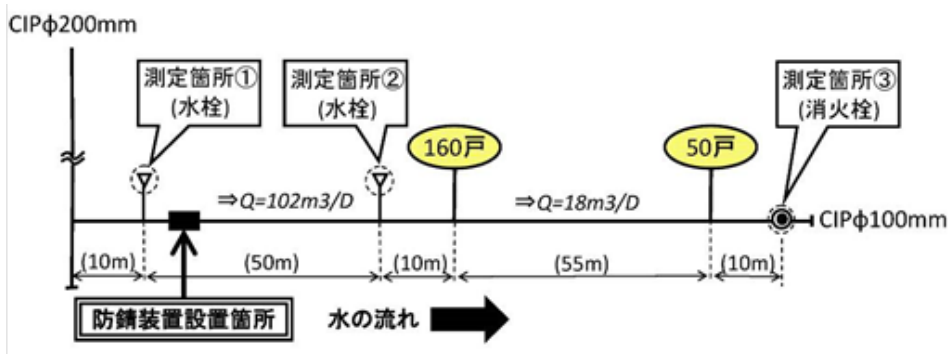 CIPφ200mm
測定箇所①
(水栓)
測定箇所②
(水栓)
測定箇所③
(消火栓)
160戸
50戸
⇒Q=102m3/D
⇒Q=18m3/D
CIPφ100mm
(10m)
(50m)
(10m)
(55m)
(10m)
防錆装置設置箇所
水の流れ